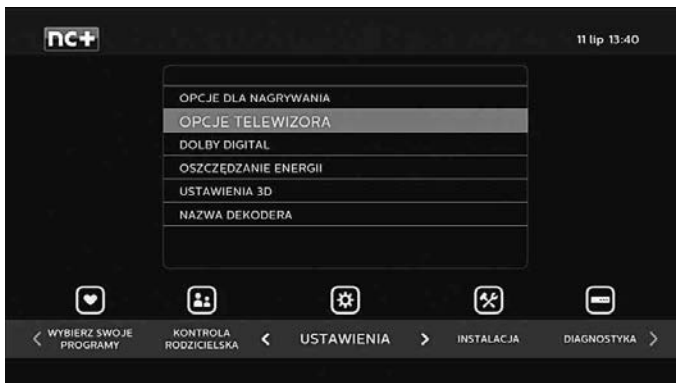 nc+
11 lip 13:40
OPCJE DLA NAGRYWANIA
OPCJE TELEWIZORA
DOLBY DIGITAL
OSZCZĘDZANIE ENERGII
USTAWIENIA 3D
NAZWA DEKODERA
WYBIERZ SWOJE
PROGRAMY
KONTROLA
RODZICIELSKA
USTAWIENIA
INSTALACJA
DIAGNOSTYKA